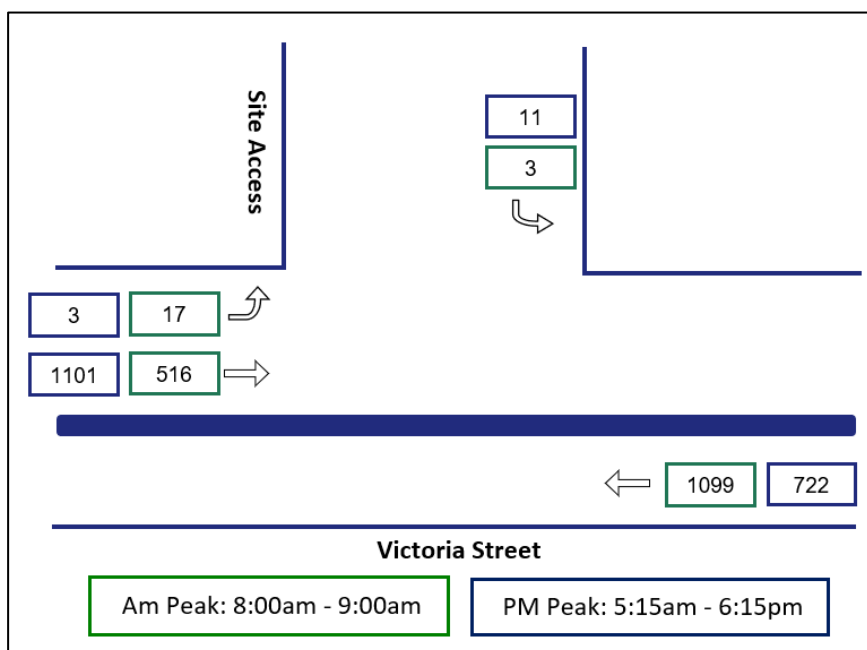 Site Access
11
3
3 17
1101 516
1099 722
Victoria Street
Am Peak: 8:00am - 9:00am
PM Peak: 5:15am - 6:15pm